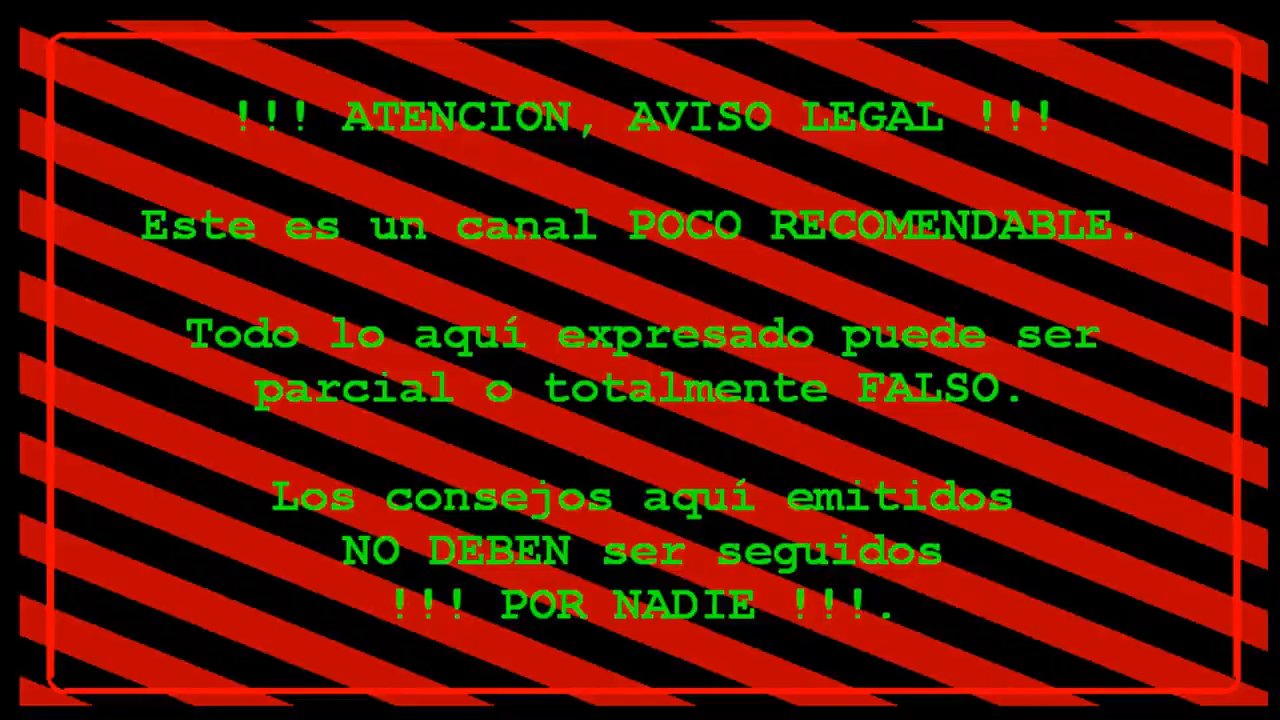 !!! ATENCION, AVISO LEGAL !!!
Este es un canal POCO RECOMENDABLE.
Todo lo aquí expresado puede ser
parcial o totalmente FALSO.
Los consejos aquí emitidos
NO DEBEN ser seguidos
!!! POR NADIE !!!.